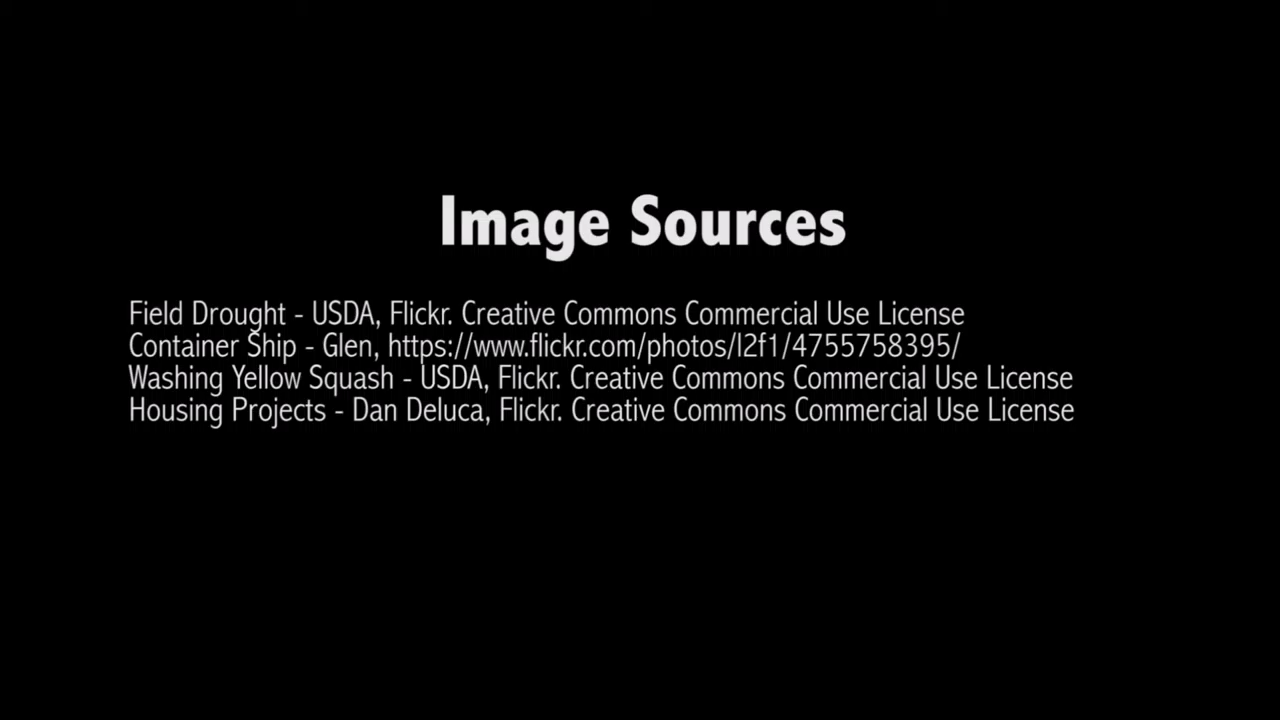 Image Sources
Field Drought - USDA, Flickr. Creative Commons Commercial Use License
Container Ship - Glen, https://www.flickr.com/photos/l2f1/4755758395/
Washing Yellow Squash - USDA, Flickr. Creative Commons Commercial Use License
Housing Projects - Dan Deluca, Flickr. Creative Commons Commercial Use License